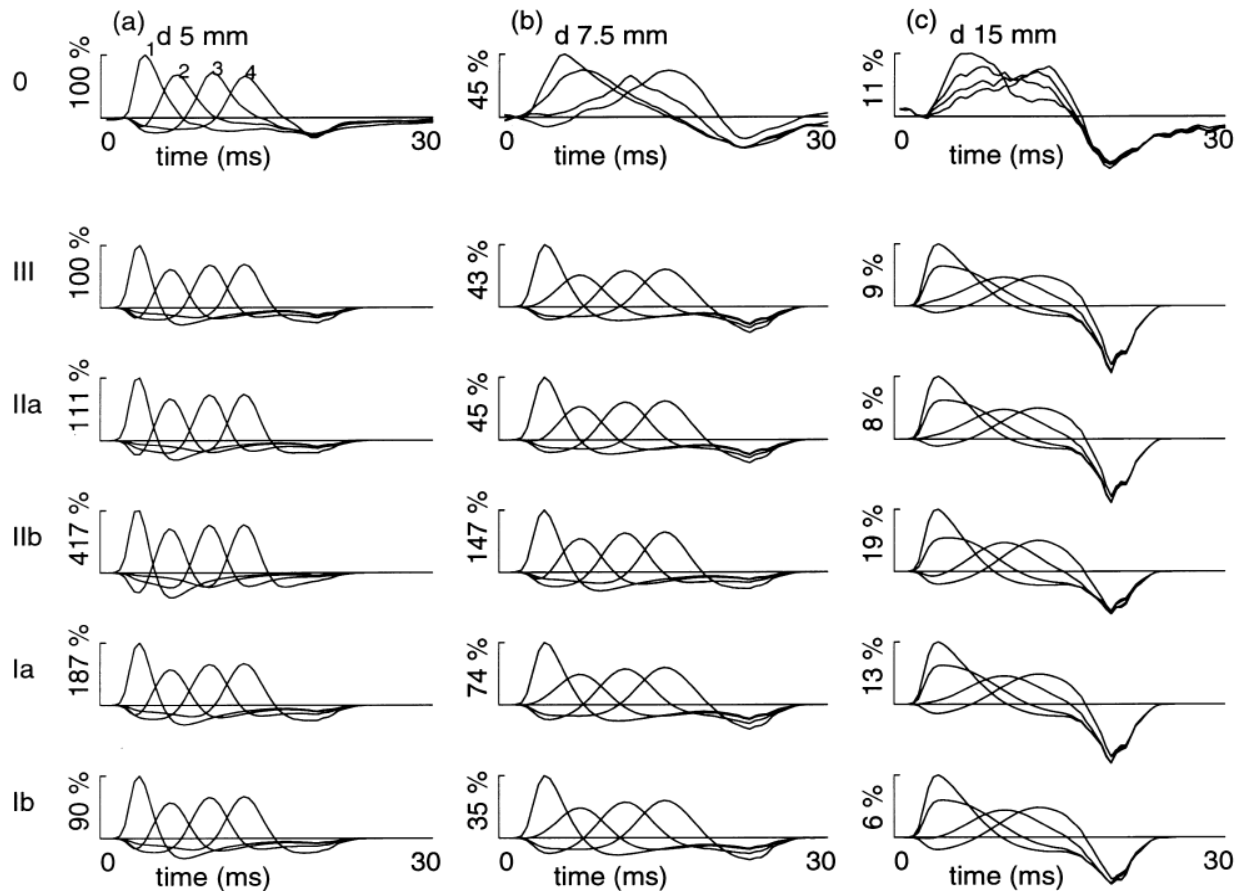 (a) d 5 mm
(b) d 7.5 mm
(c) d 15 mm
0
100 %
1 2 3 4
45 %
11 %
0 30
time (ms)
0 30
time (ms)
0 30
time (ms)
III
100 %
43 %
9 %
IIa
111 %
45 %
8 %
IIb
417 %
147 %
19 %
Ia
187 %
74 %
13 %
Ib
90 %
35 %
6 %
0 30
time (ms)
0 30
time (ms)
0 30
time (ms)